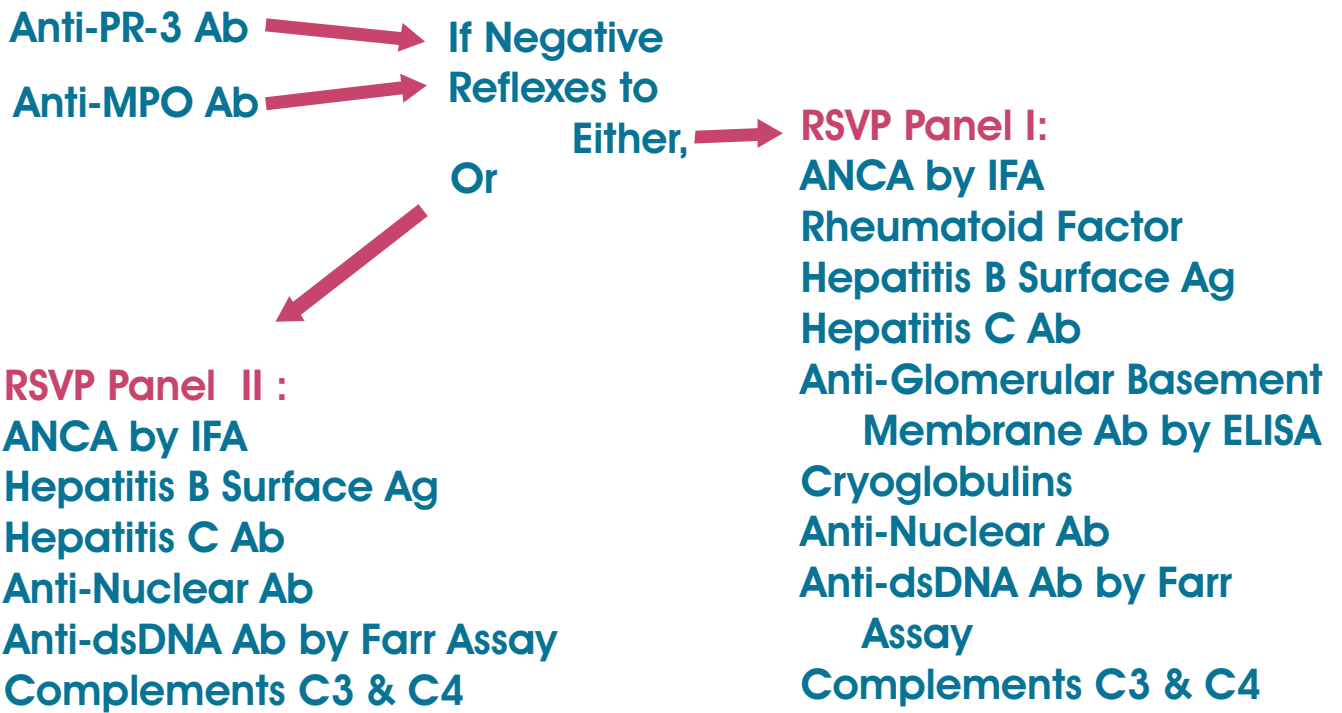 Anti-PR-3 Ab
Anti-MPO Ab
If Negative
Reflexes to
Either,
Or
RSVP Panel I:
ANCA by IFA
Rheumatoid Factor
Hepatitis B Surface Ag
Hepatitis C Ab
Anti-Glomerular Basement
Membrane Ab by ELISA
Cryoglobulins
Anti-Nuclear Ab
Anti-dsDNA Ab by Farr
Assay
Complements C3 & C4
RSVP Panel II :
ANCA by IFA
Hepatitis B Surface Ag
Hepatitis C Ab
Anti-Nuclear Ab
Anti-dsDNA Ab by Farr Assay
Complements C3 & C4